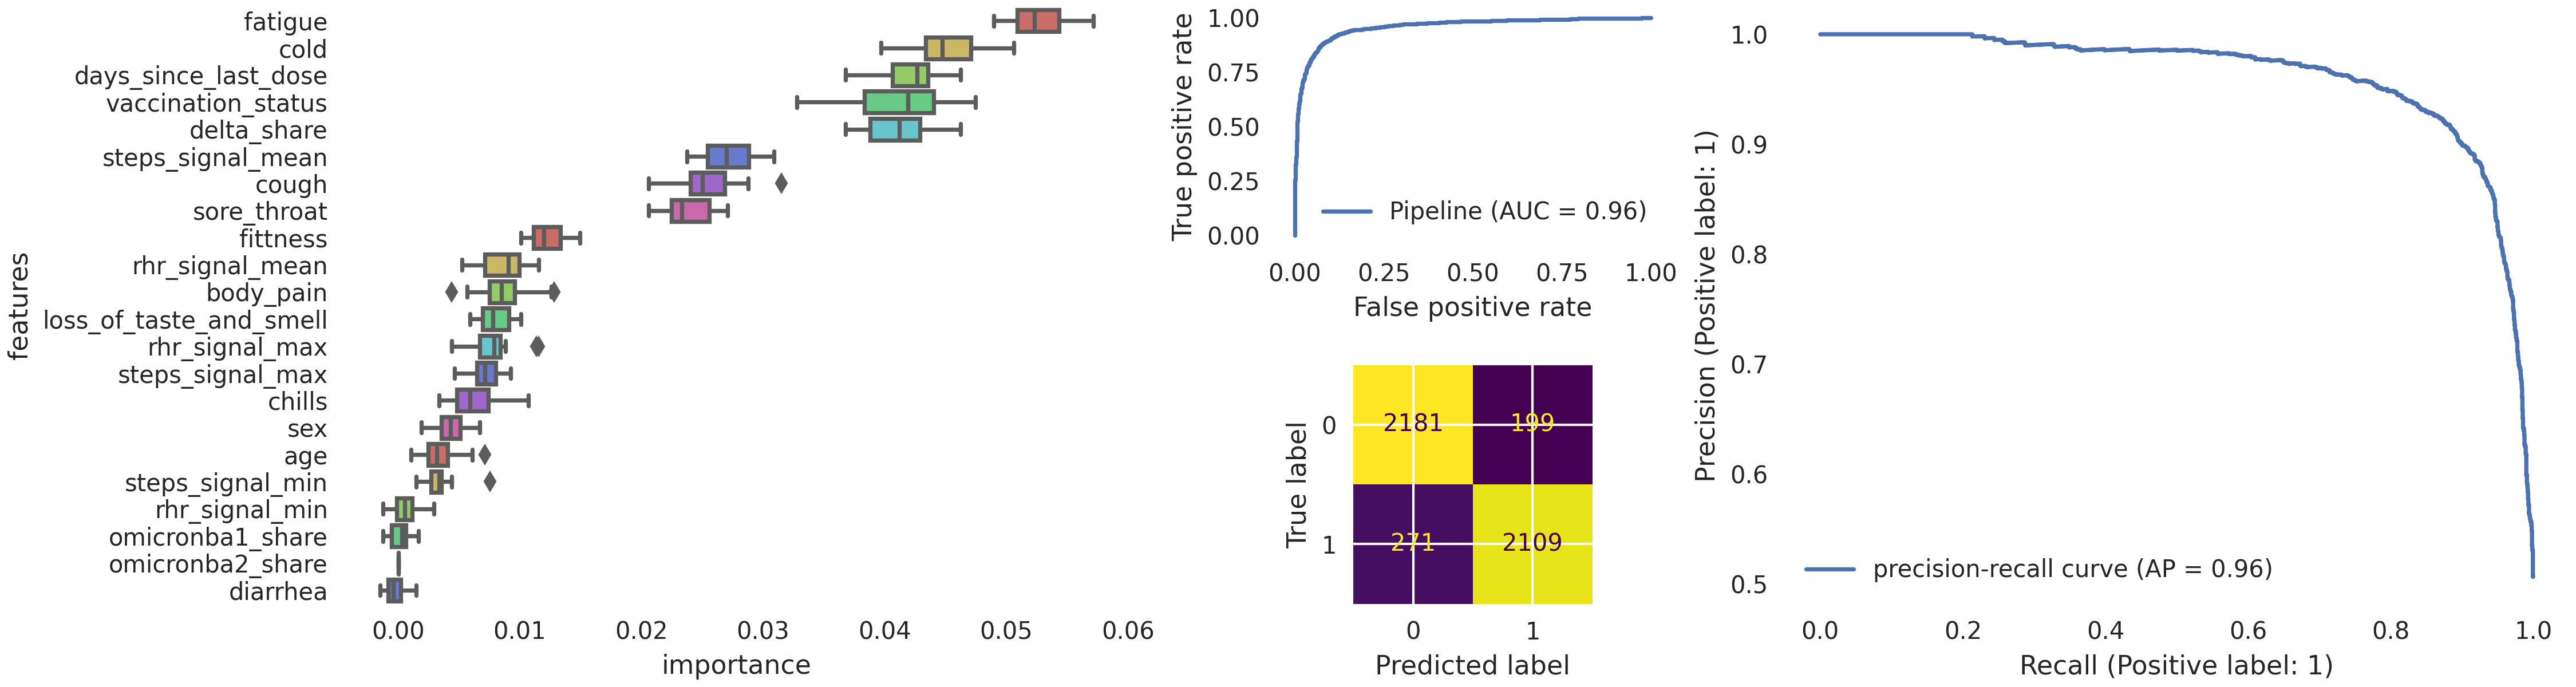 features
fatigue
cold
days_since_last_dose
vaccination_status
delta_share
steps_signal_mean
cough
sore_throat
fittness
rhr_signal_mean
body_pain
loss_of_taste_and_smell
rhr_signal_max
steps_signal_max
chills
sex
age
steps_signal_min
rhr_signal_min
omicronba1_share
omicronba2_share
diarrhea
0.00 0.01 0.02 0.03 0.04 0.05 0.06
importance
True positive rate
1.00
0.75
0.50
0.25
0.00
Pipeline (AUC = 0.96)
0.00 0.25 0.50 0.75 1.00
False positive rate
True label
0
1
2181 199
271 2109
0 1
Predicted label
Precision (Positive label: 1)
1.0
0.9
0.8
0.7
0.6
0.5
precision-recall curve (AP = 0.96)
0.0 0.2 0.4 0.6 0.8 1.0
Recall (Positive label: 1)